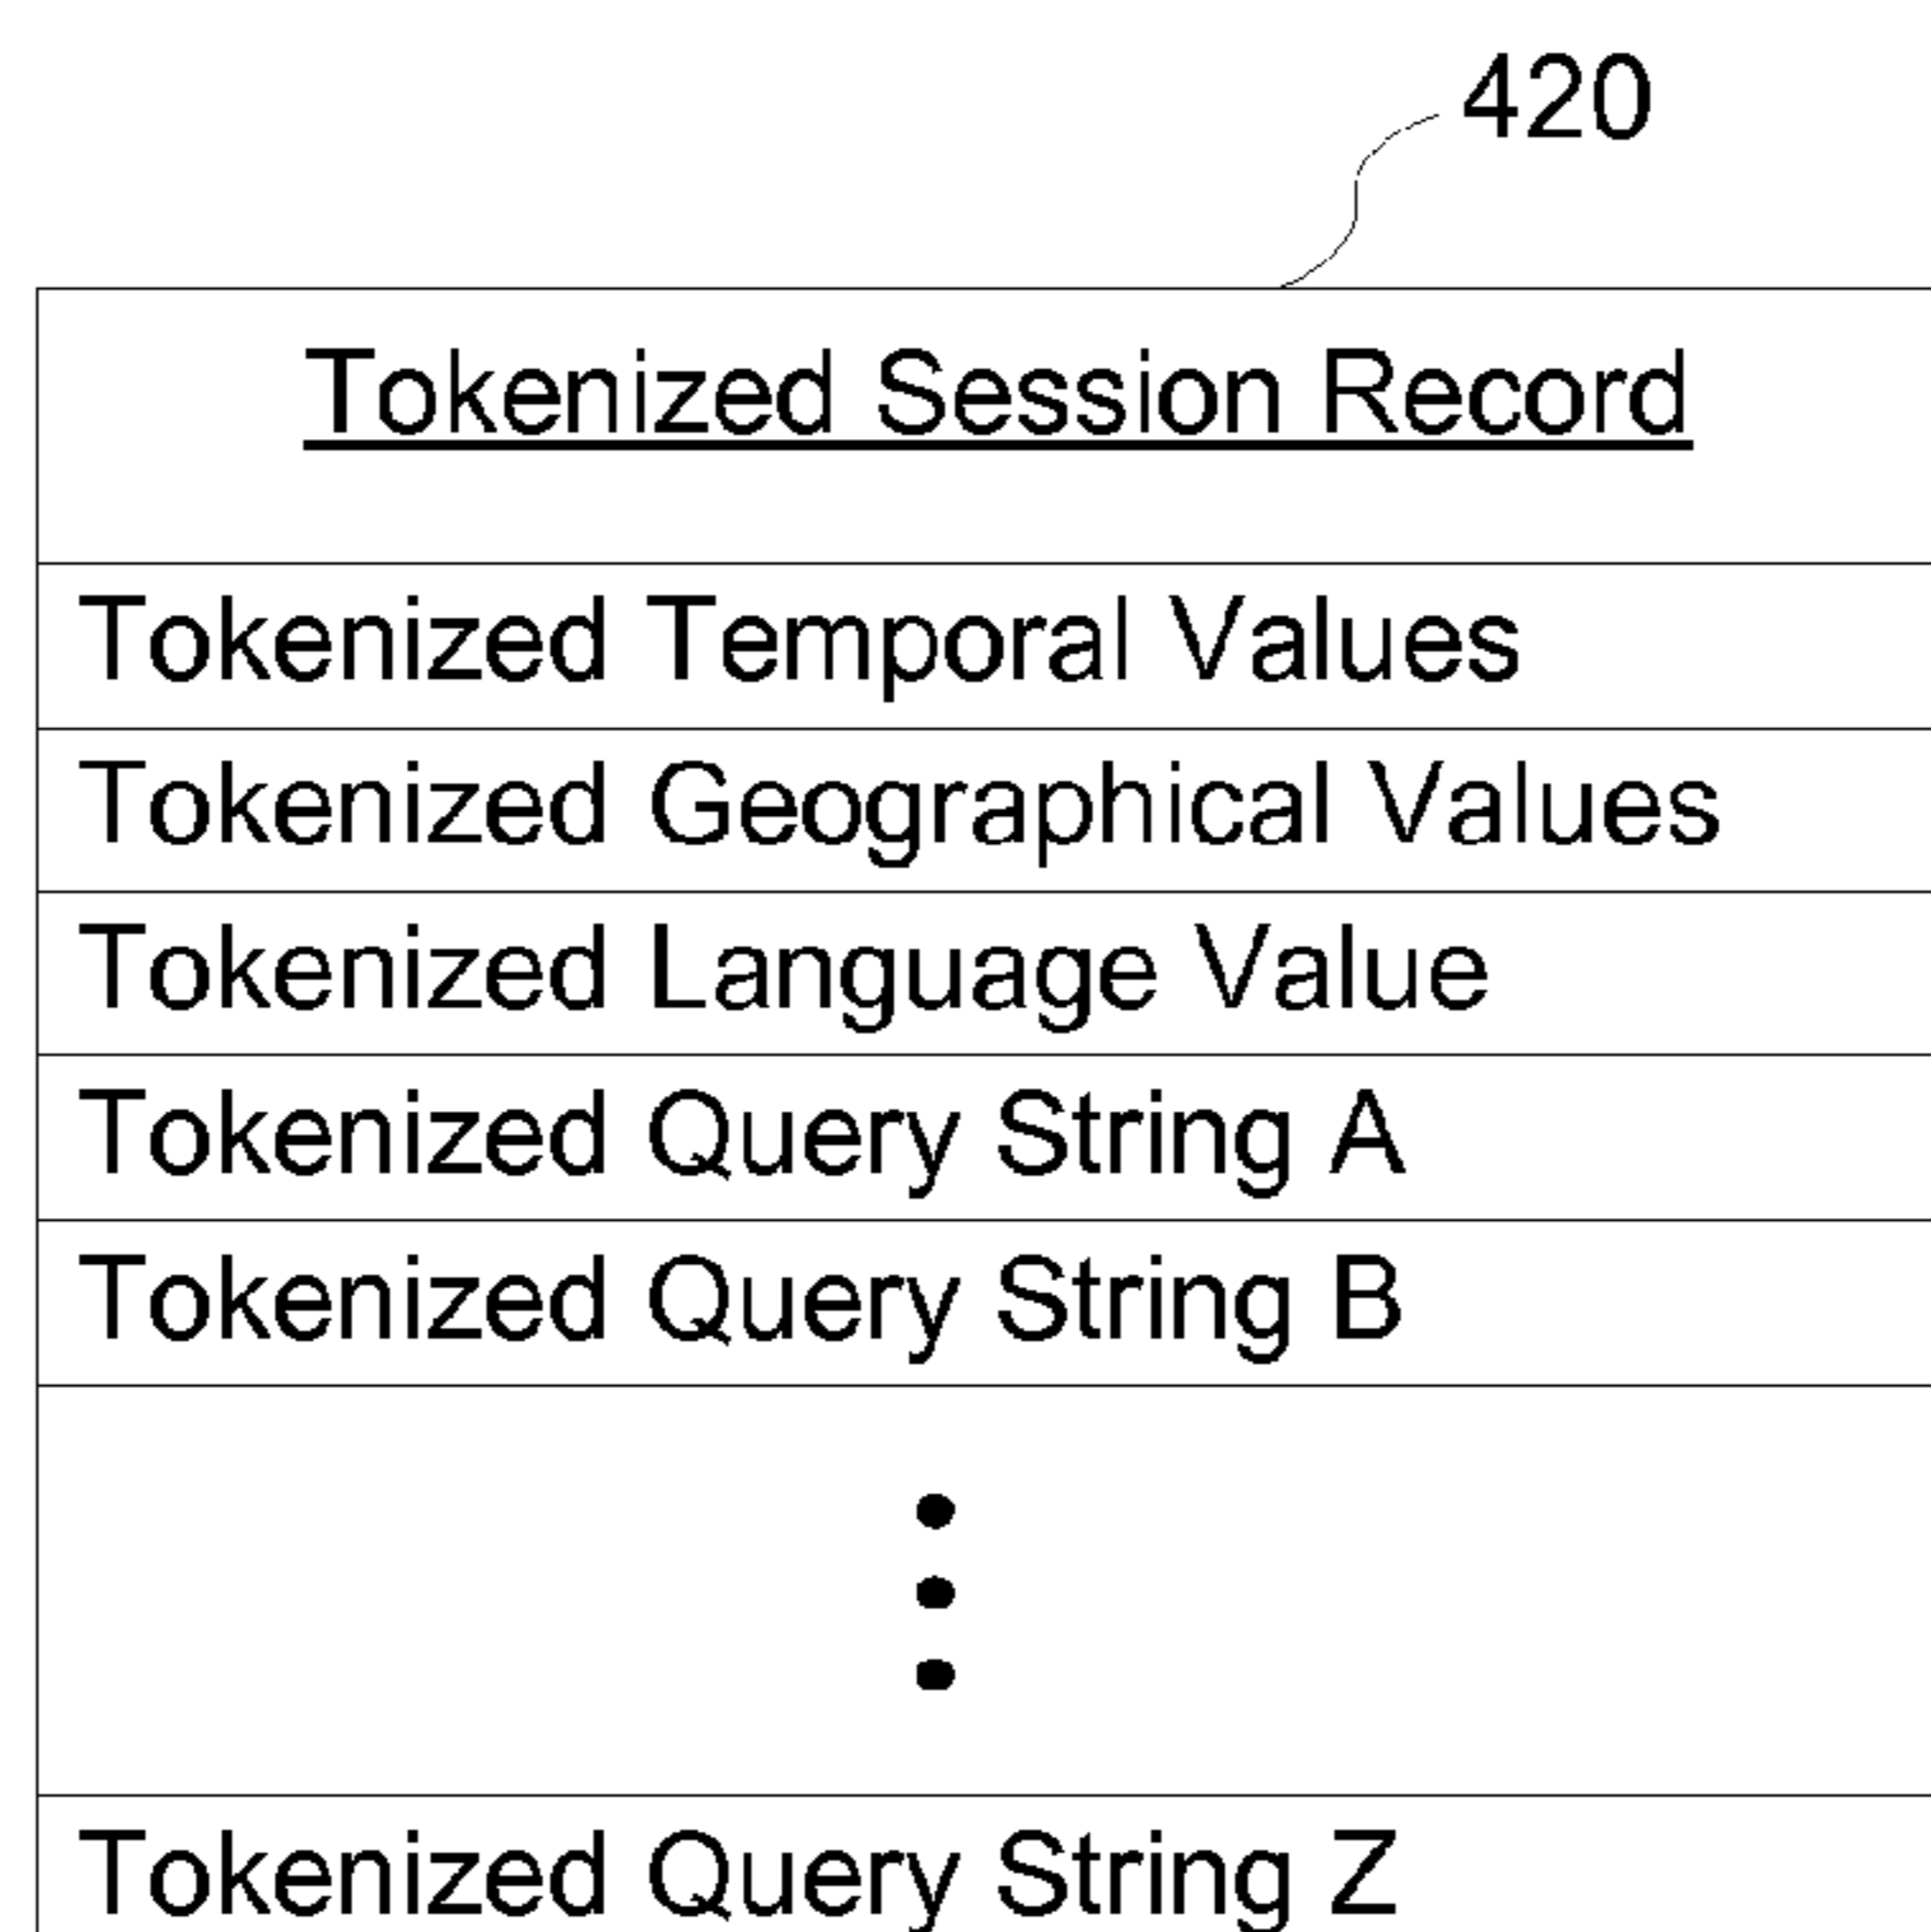 420
Tokenized Session Record
Tokenized Temporal Values
Tokenized Geographical Values
Tokenized Language Value
Tokenized Query String A
Tokenized Query String B
Tokenized Query String Z